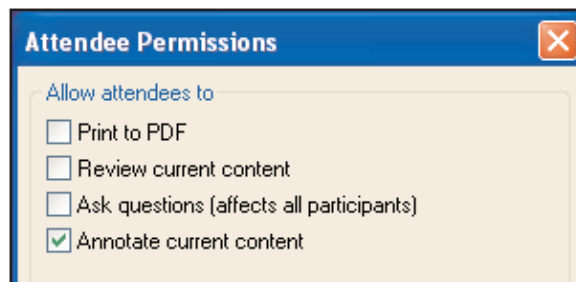 Attendee Permissions
Allow attendees to
Print to PDF
Review current content
Ask questions (affects all participants)
Annotate current content